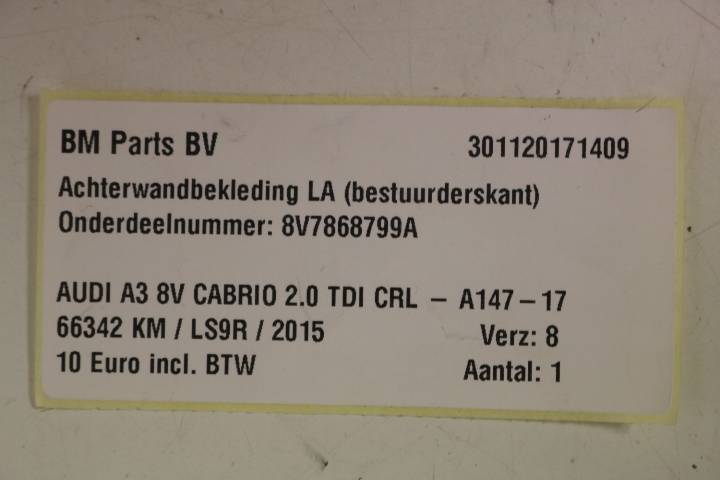 BM Parts BV 301120171409
Achterwandbekleding LA (bestuurderskant)
Onderdeelnummer: 8V7868799A
AUDI A3 8V CABRIO 2.0 TDI CRL – A147–17
66342 KM / LS9R / 2015 Verz: 8
10 Euro incl. BTW Aantal: 1